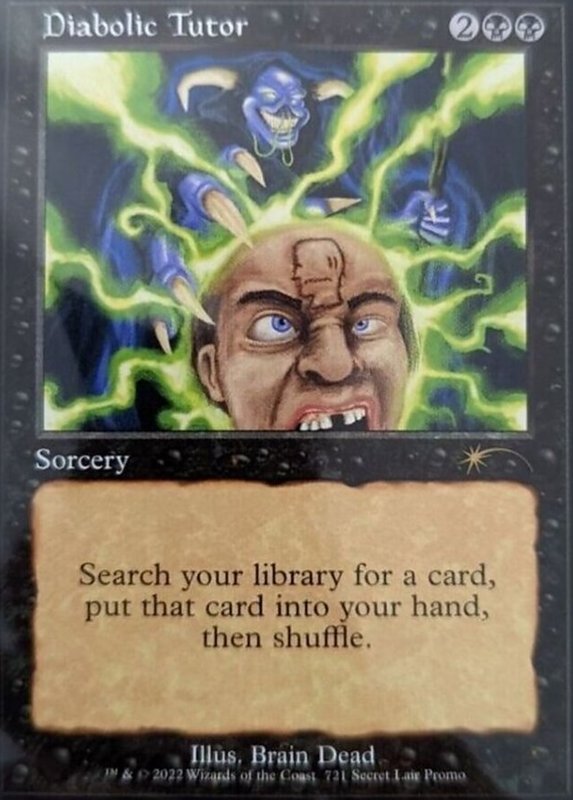 Diabolic Tutor 2
Sorcery
Search your library for a card,
put that card into your hand,
then shuffle.
Illus. Brain Dead
™ & © 2022 Wizards of the Coast 721 Secret Lair Promo